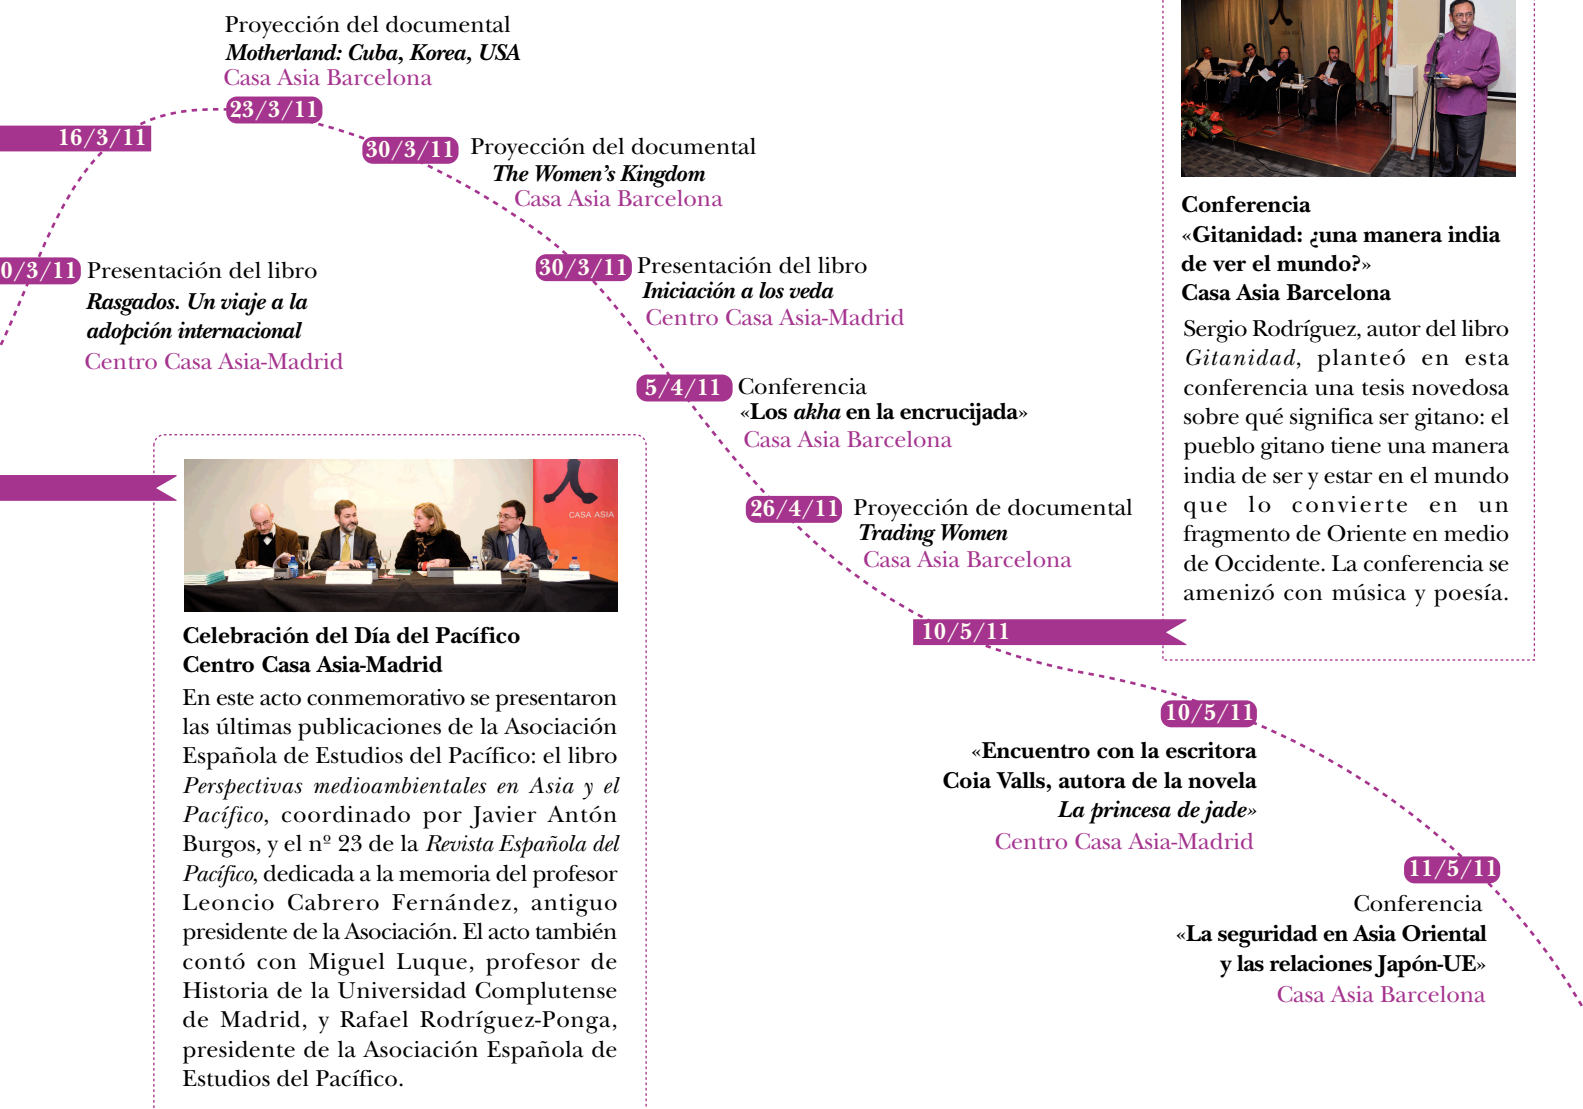 Proyección del documental
Motherland: Cuba, Korea, USA
Casa Asia Barcelona
23/3/11
16/3/11
30/3/11
Proyección del documental
The Women's Kingdom
Casa Asia Barcelona
0/3/11
Presentación del libro
Rasgados. Un viaje a la
adopción internacional
Centro Casa Asia-Madrid
30/3/11
Presentación del libro
Iniciación a los veda
Centro Casa Asia-Madrid
5/4/11
Conferencia
«Los akha en la encrucijada»
Casa Asia Barcelona
26/4/11
Proyección de documental
Trading Women
Casa Asia Barcelona
CASA ASIA
Celebración del Día del Pacífico
Centro Casa Asia-Madrid
En este acto conmemorativo se presentaron
las últimas publicaciones de la Asociación
Española de Estudios del Pacífico: el libro
Perspectivas medioambientales en Asia y el
Pacífico, coordinado por Javier Antón
Burgos, y el nº 23 de la Revista Española del
Pacífico, dedicada a la memoria del profesor
Leoncio Cabrero Fernández, antiguo
presidente de la Asociación. El acto también
contó con Miguel Luque, profesor de
Historia de la Universidad Complutense
de Madrid, y Rafael Rodríguez-Ponga,
presidente de la Asociación Española de
Estudios del Pacífico.
CASA ASIA
Conferencia
«Gitanidad: ¿una manera india
de ver el mundo?»
Casa Asia Barcelona
Sergio Rodríguez, autor del libro
Gitanidad, planteó en esta
conferencia una tesis novedosa
sobre qué significa ser gitano: el
pueblo gitano tiene una manera
india de ser y estar en el mundo
que lo convierte en un
fragmento de Oriente en medio
de Occidente. La conferencia se
amenizó con música y poesía.
10/5/11
10/5/11
«Encuentro con la escritora
Coia Valls, autora de la novela
La princesa de jade»
Centro Casa Asia-Madrid
11/5/11
Conferencia
«La seguridad en Asia Oriental
y las relaciones Japón-UE»
Casa Asia Barcelona